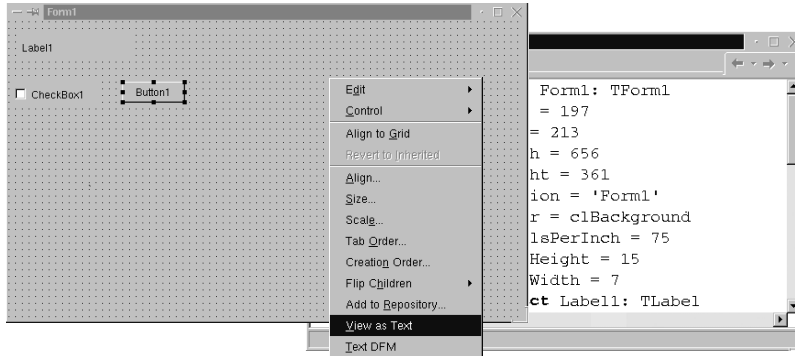 Form1
Label1
CheckBox1
Button1
Edit
Control
Align to Grid
Revert to Inherited
Align...
Size...
Scale...
Tab Order...
Creation Order...
Flip Children
Add to Repository...
View as Text
Text DFM
Form1: TForm1
= 197
= 213
h = 656
ht = 361
ion = 'Form1'
r = clBackground
lsPerInch = 75
Height = 15
Width = 7
ct Label1: TLabel